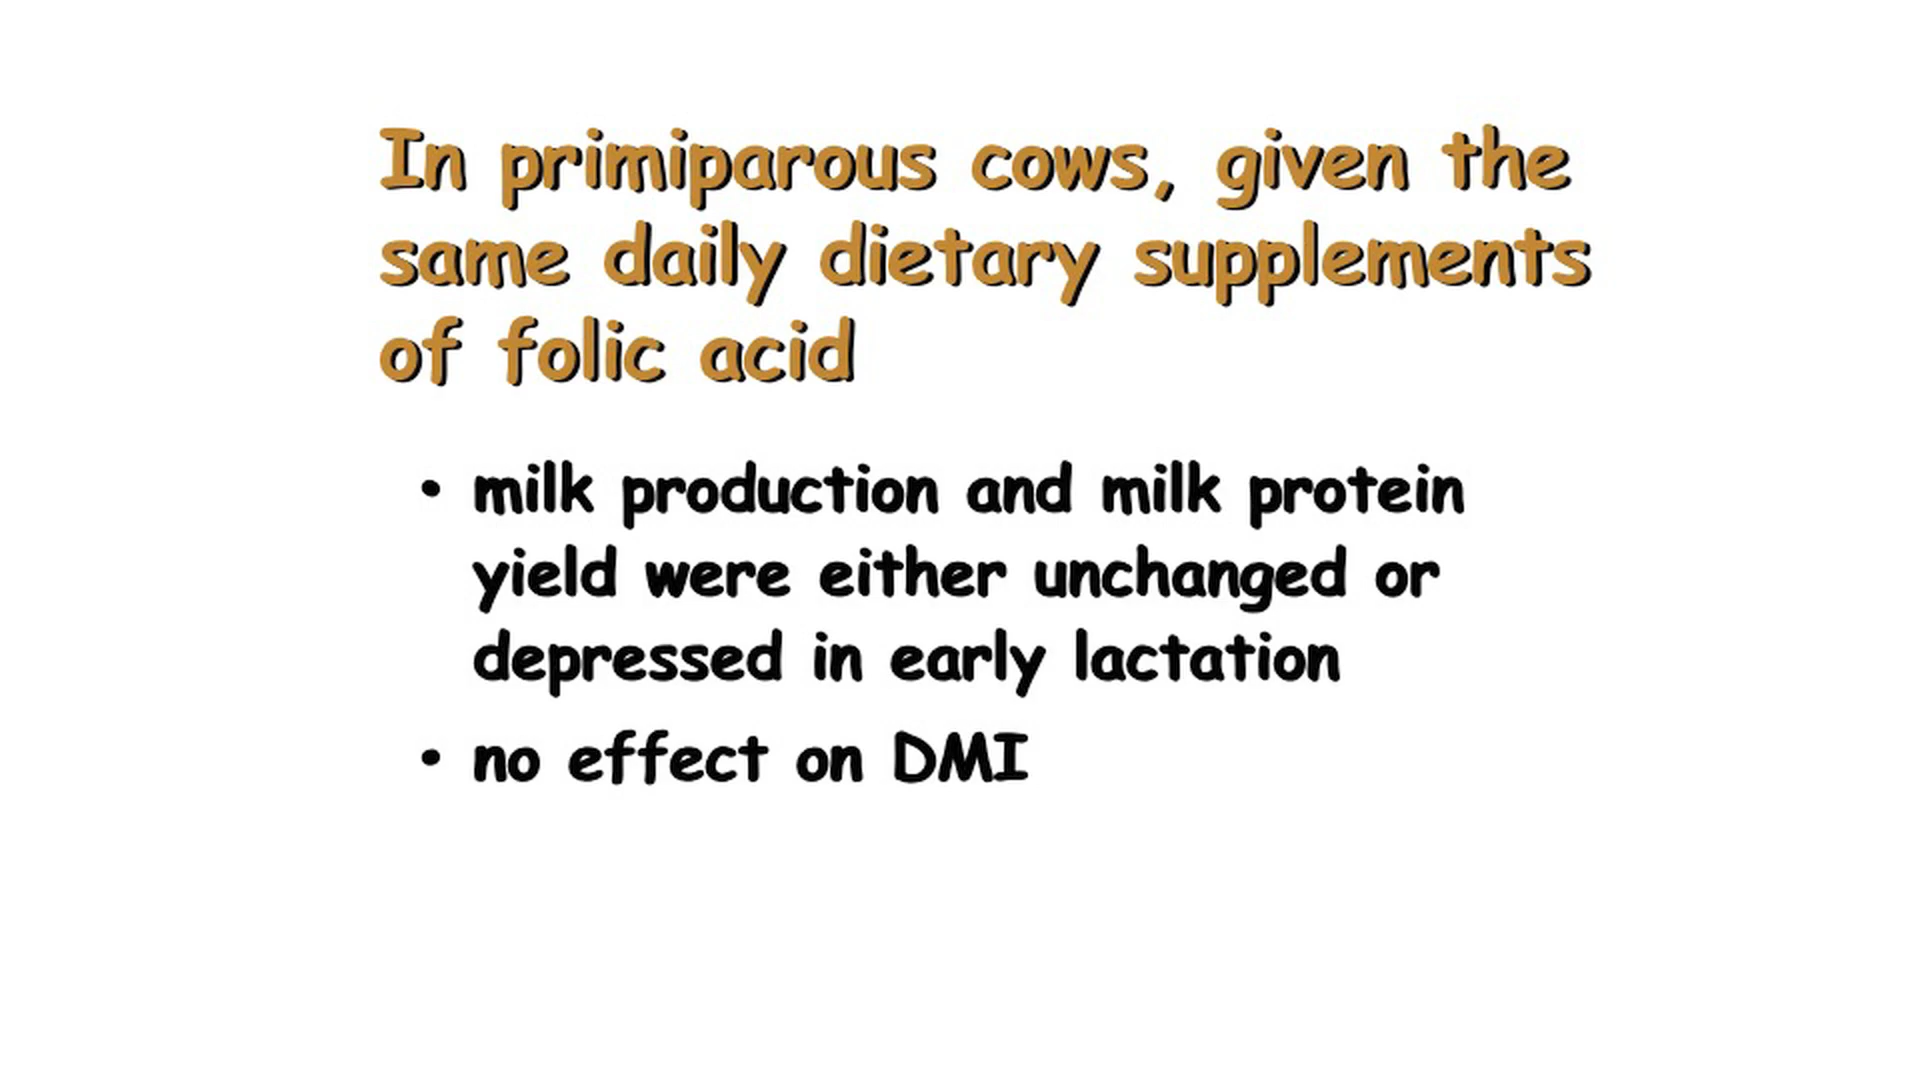 In primiparous cows, given the
same daily dietary supplements
of folic acid
• milk production and milk protein
yield were either unchanged or
depressed in early lactation
• no effect on DMI